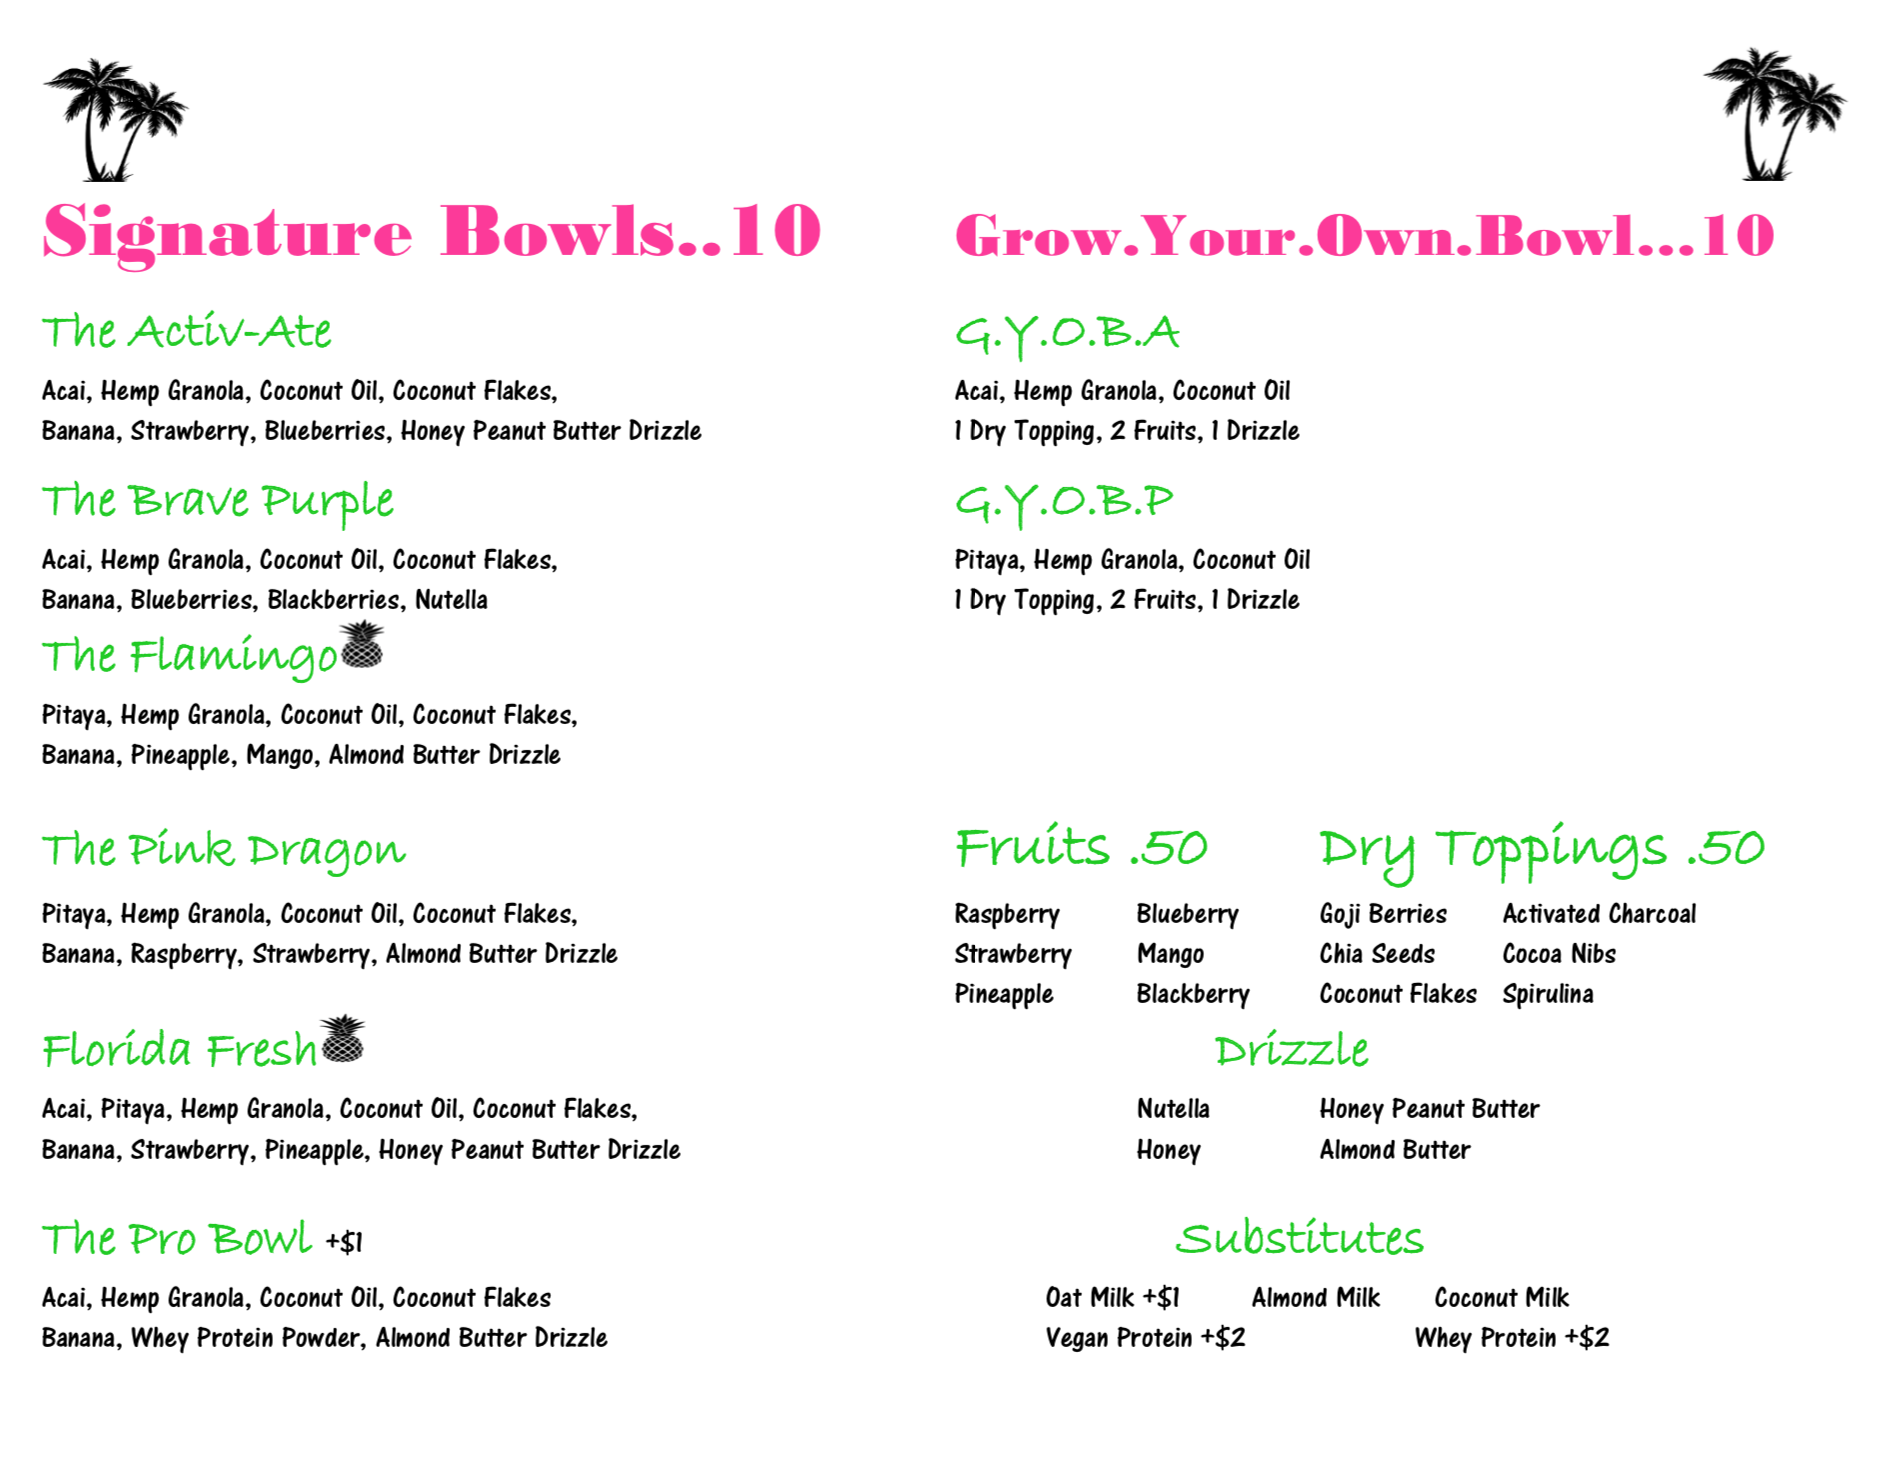 Signature Bowls..10
The Activ-Ate
Acai, Hemp Granola, Coconut Oil, Coconut Flakes,
Banana, Strawberry, Blueberries, Honey Peanut Butter Drizzle
The Brave Purple
Acai, Hemp Granola, Coconut Oil, Coconut Flakes,
Banana, Blueberries, Blackberries, Nutella
The Flamingo
Pitaya, Hemp Granola, Coconut Oil, Coconut Flakes,
Banana, Pineapple, Mango, Almond Butter Drizzle
The Pink Dragon
Pitaya, Hemp Granola, Coconut Oil, Coconut Flakes,
Banana, Raspberry, Strawberry, Almond Butter Drizzle
Florida Fresh
Acai, Pitaya, Hemp Granola, Coconut Oil, Coconut Flakes,
Banana, Strawberry, Pineapple, Honey Peanut Butter Drizzle
The Pro Bowl +$1
Acai, Hemp Granola, Coconut Oil, Coconut Flakes
Banana, Whey Protein Powder, Almond Butter Drizzle
Grow.Your.Own.Bowl...10
G.Y.O.B.A
Acai, Hemp Granola, Coconut Oil
1 Dry Topping, 2 Fruits, 1 Drizzle
G.Y.O.B.P
Pitaya, Hemp Granola, Coconut Oil
1 Dry Topping, 2 Fruits, 1 Drizzle
Fruits .50 Dry Toppings .50
Raspberry Blueberry Goji Berries Activated Charcoal
Strawberry Mango Chia Seeds Cocoa Nibs
Pineapple Blackberry Coconut Flakes Spirulina
Drizzle
Nutella Honey Peanut Butter
Honey Almond Butter
Substitutes
Oat Milk +$1 Almond Milk Coconut Milk
Vegan Protein +$2 Whey Protein +$2